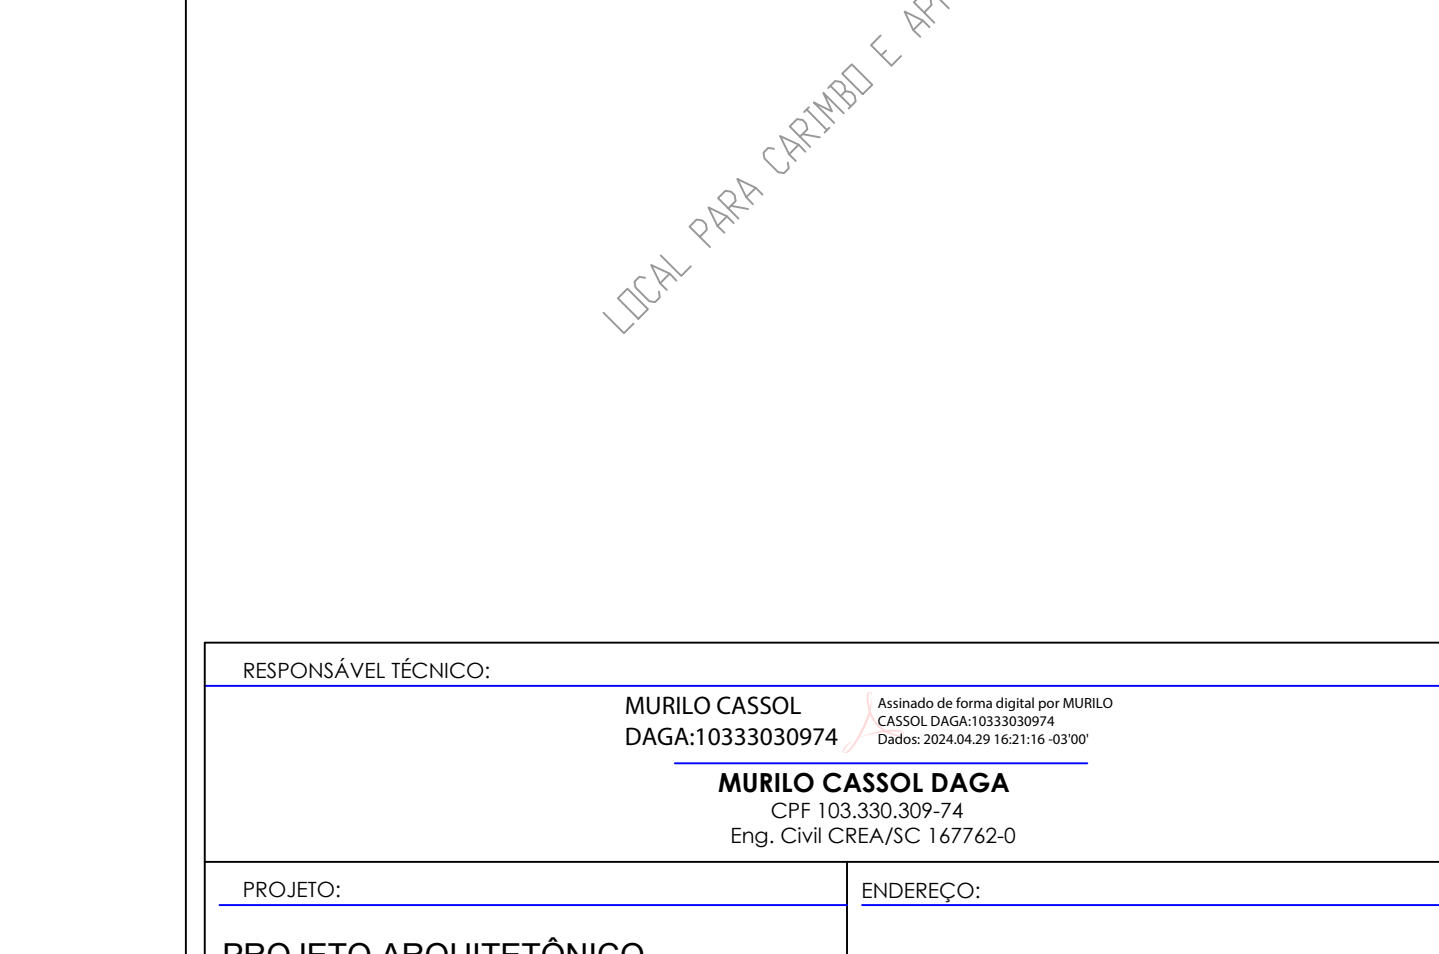 LOCAL PARA CARIMBO E
RESPONSÁVEL TÉCNICO:
MURILO CASSOL
DAGA:10333030974
Assinado de forma digital por MURILO
CASSOL DAGA:10333030974
Dados: 2024.04.29 16:21:16 -03'00'
MURILO CASSOL DAGA
CPF 103.330.309-74
Eng. Civil CREA/SC 167762-0
PROJETO:
ENDEREÇO:
PROJETO ARQUITETÔNICO